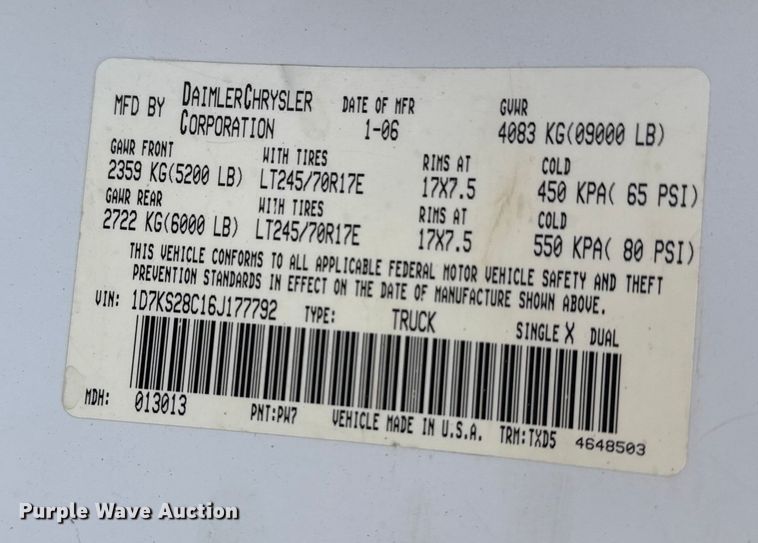 MFD BY DAIMLERCHRYSLER CORPORATION DATE OF MFR 1-06 GVWR 4083 KG(09000 LB)
GAWR FRONT WITH TIRES RIMS AT COLD
2359 KG(5200 LB) LT245/70R17E 17X7.5 450 KPA( 65 PSI)
GAWR REAR WITH TIRES RIMS AT COLD
2722 KG(6000 LB) LT245/70R17E 17X7.5 550 KPA( 80 PSI)
THIS VEHICLE CONFORMS TO ALL APPLICABLE FEDERAL MOTOR VEHICLE SAFETY AND THEFT
PREVENTION STANDARDS IN EFFECT ON THE DATE OF MANUFACTURE SHOWN ABOVE.
VIN: 1D7KS28C16J177792 TYPE: TRUCK SINGLE X DUAL
MDH: 013013 PNT:PW7 VEHICLE MADE IN U.S.A. TRM:TXD5 4648503
Purple Wave Auction